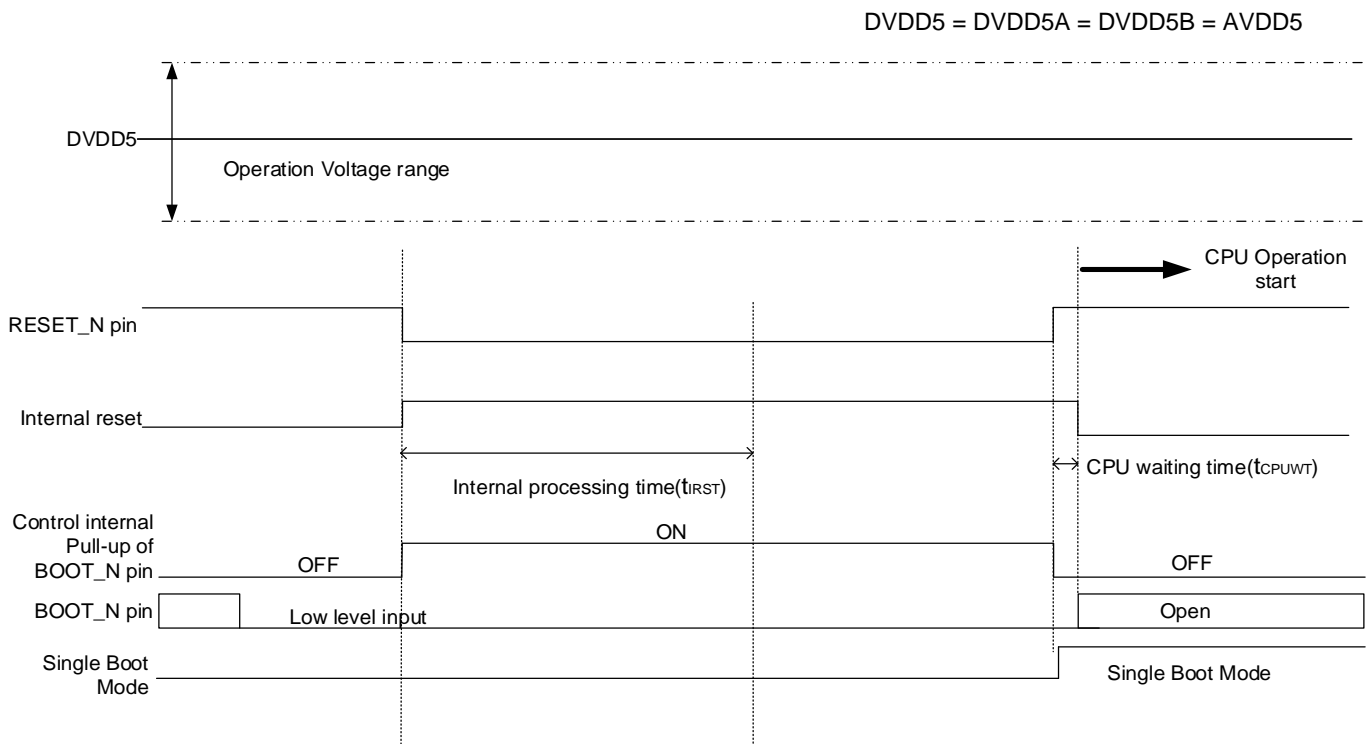 DVDD5 = DVDD5A = DVDD5B = AVDD5
DVDD5
Operation Voltage range
CPU Operation
start
RESET_N pin
Internal reset
CPU waiting time(tCPUWT)
Internal processing time(tIRST)
Control internal
Pull-up of
BOOT_N pin
OFF
ON
OFF
BOOT_N pin
Low level input
Open
Single Boot
Mode
Single Boot Mode